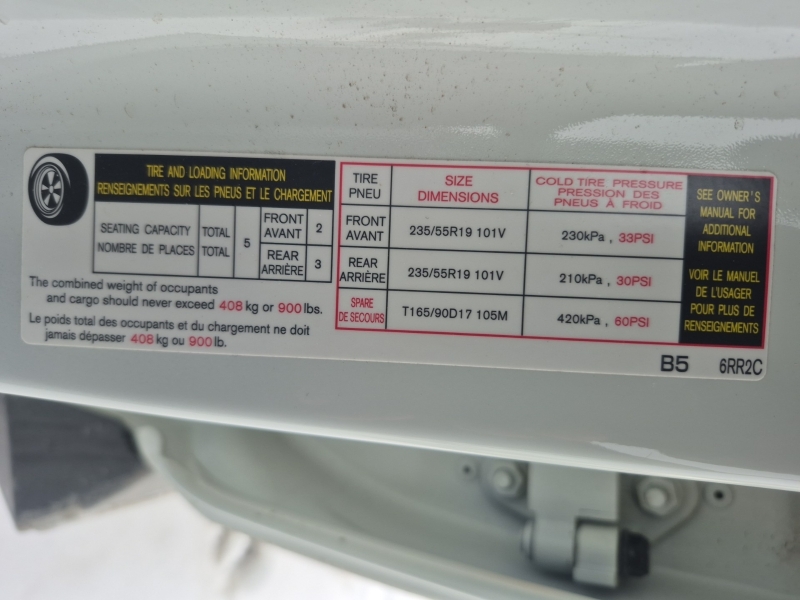 TIRE AND LOADING INFORMATION
RENSEIGNEMENTS SUR LES PNEUS ET LE CHARGEMENT
SEATING CAPACITY TOTAL 5 FRONT 2
NOMBRE DE PLACES TOTAL AVANT
REAR 3
ARRIÈRE
The combined weight of occupants
and cargo should never exceed 408 kg or 900 lbs.
Le poids total des occupants et du chargement ne doit
jamais dépasser 408 kg ou 900 lb.
TIRE SIZE COLD TIRE PRESSURE
PNEU DIMENSIONS PRESSION DES
PNEUS À FROID
FRONT 235/55R19 101V 230kPa , 33PSI
AVANT
REAR 235/55R19 101V 210kPa , 30PSI
ARRIÈRE
SPARE T165/90D17 105M 420kPa , 60PSI
DE SECOURS
SEE OWNER'S
MANUAL FOR
ADDITIONAL
INFORMATION
VOIR LE MANUEL
DE L'USAGER
POUR PLUS DE
RENSEIGNEMENTS
B5 6RR2C